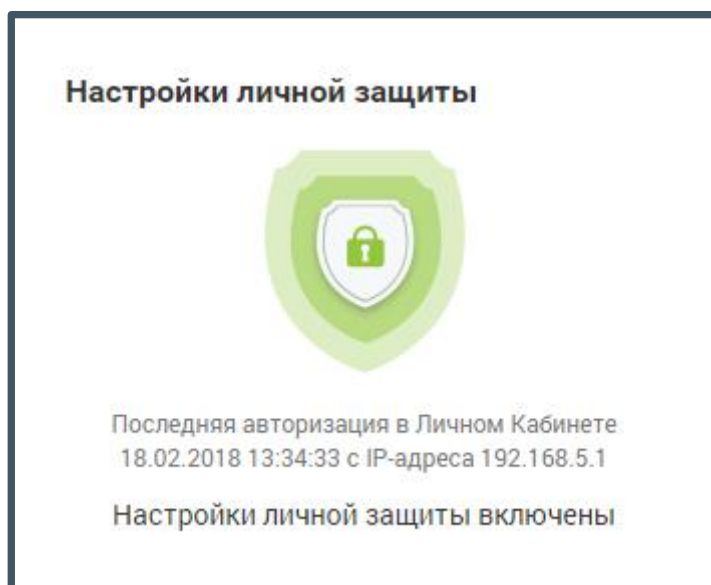 Настройки личной защиты
Последняя авторизация в Личном Кабинете
18.02.2018 13:34:33 с IP-адреса 192.168.5.1
Настройки личной защиты включены